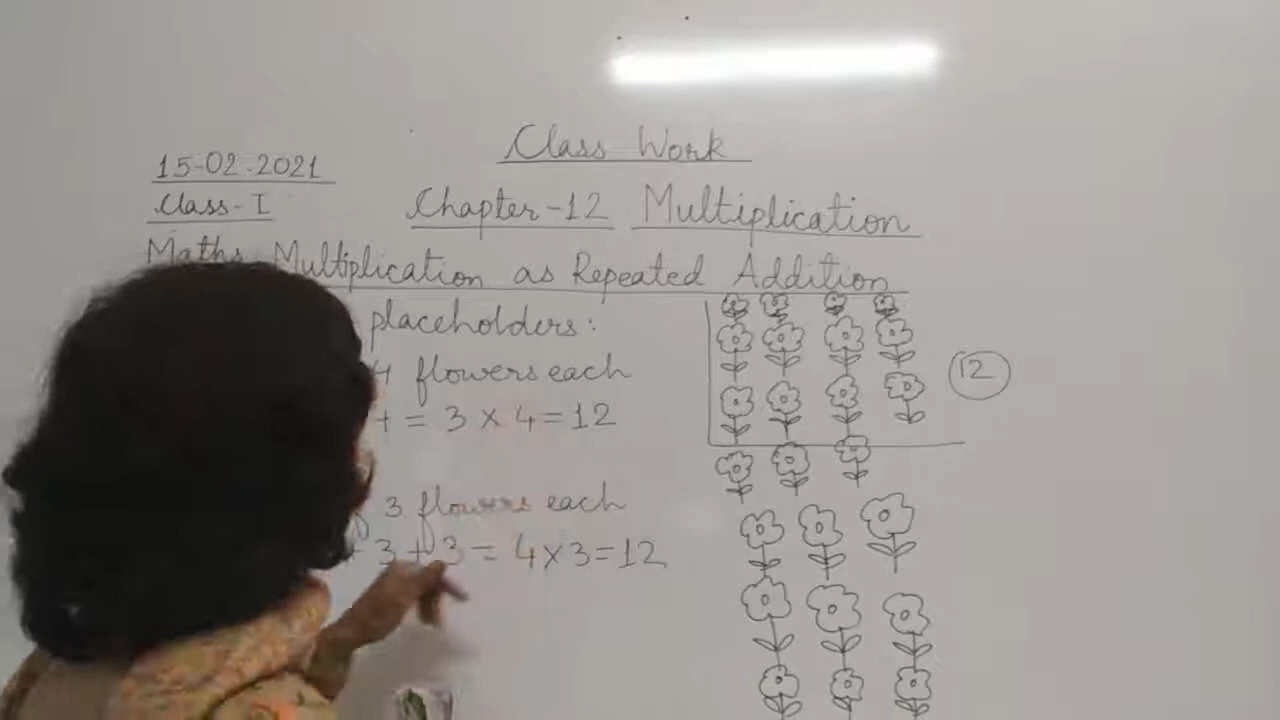 Class Work
15-02-2021
Class-I
Chapter-12 Multiplication
Maths Multiplication as Repeated Addition
placeholders:
4 flowers each
+ = 3 × 4 = 12
12
3 flowers each
3 + 3 = 4 × 3 = 12